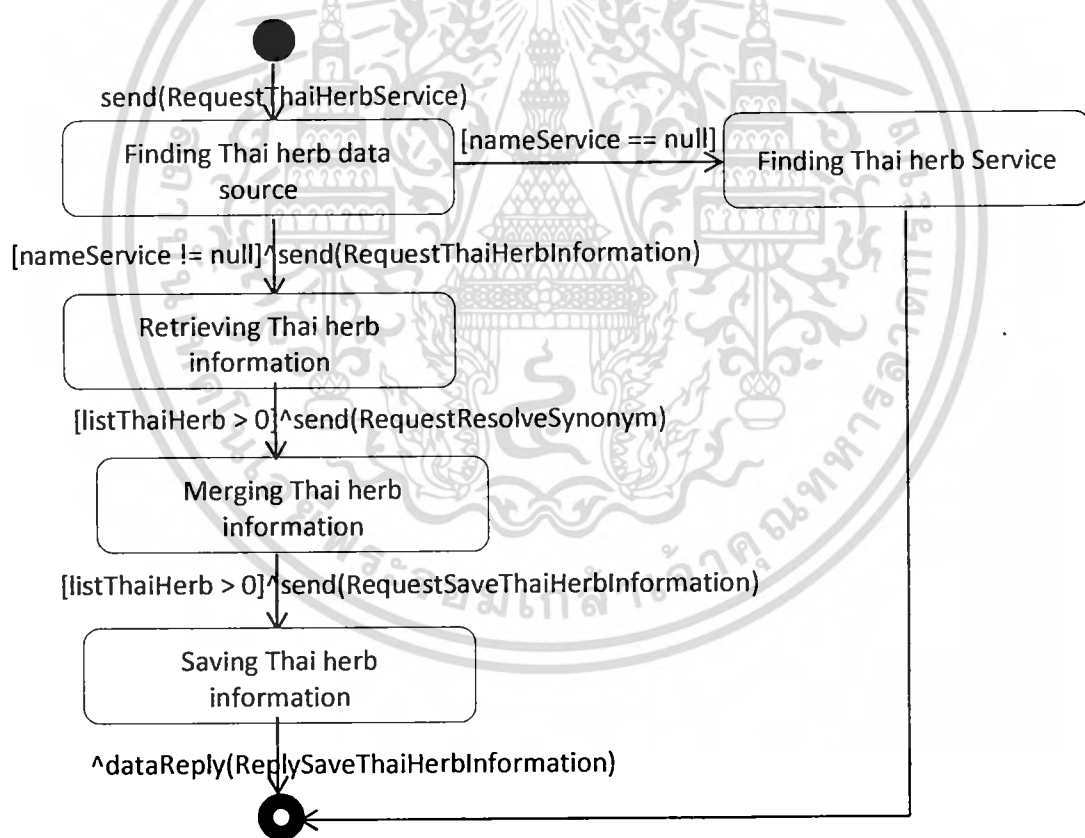 send(RequestThaiHerbService)
Finding Thai herb data
source
[nameService == null]
Finding Thai herb Service
[nameService != null]^send(RequestThaiHerbInformation)
Retrieving Thai herb
information
[listThaiHerb > 0]^send(RequestResolveSynonym)
Merging Thai herb
information
[listThaiHerb > 0]^send(RequestSaveThaiHerbInformation)
Saving Thai herb
information
^dataReply(ReplySaveThaiHerbInformation)